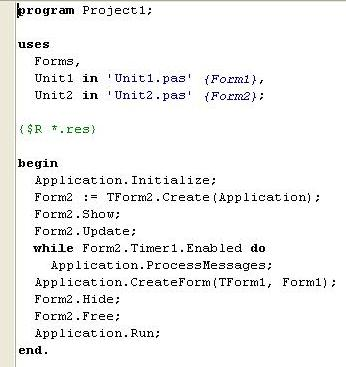 program Project1;
uses
Forms,
Unit1 in 'Unit1.pas' {Form1},
Unit2 in 'Unit2.pas' {Form2};
{$R *.res}
begin
Application.Initialize;
Form2 := TForm2.Create(Application);
Form2.Show;
Form2.Update;
while Form2.Timer1.Enabled do
Application.ProcessMessages;
Application.CreateForm(TForm1, Form1);
Form2.Hide;
Form2.Free;
Application.Run;
end.